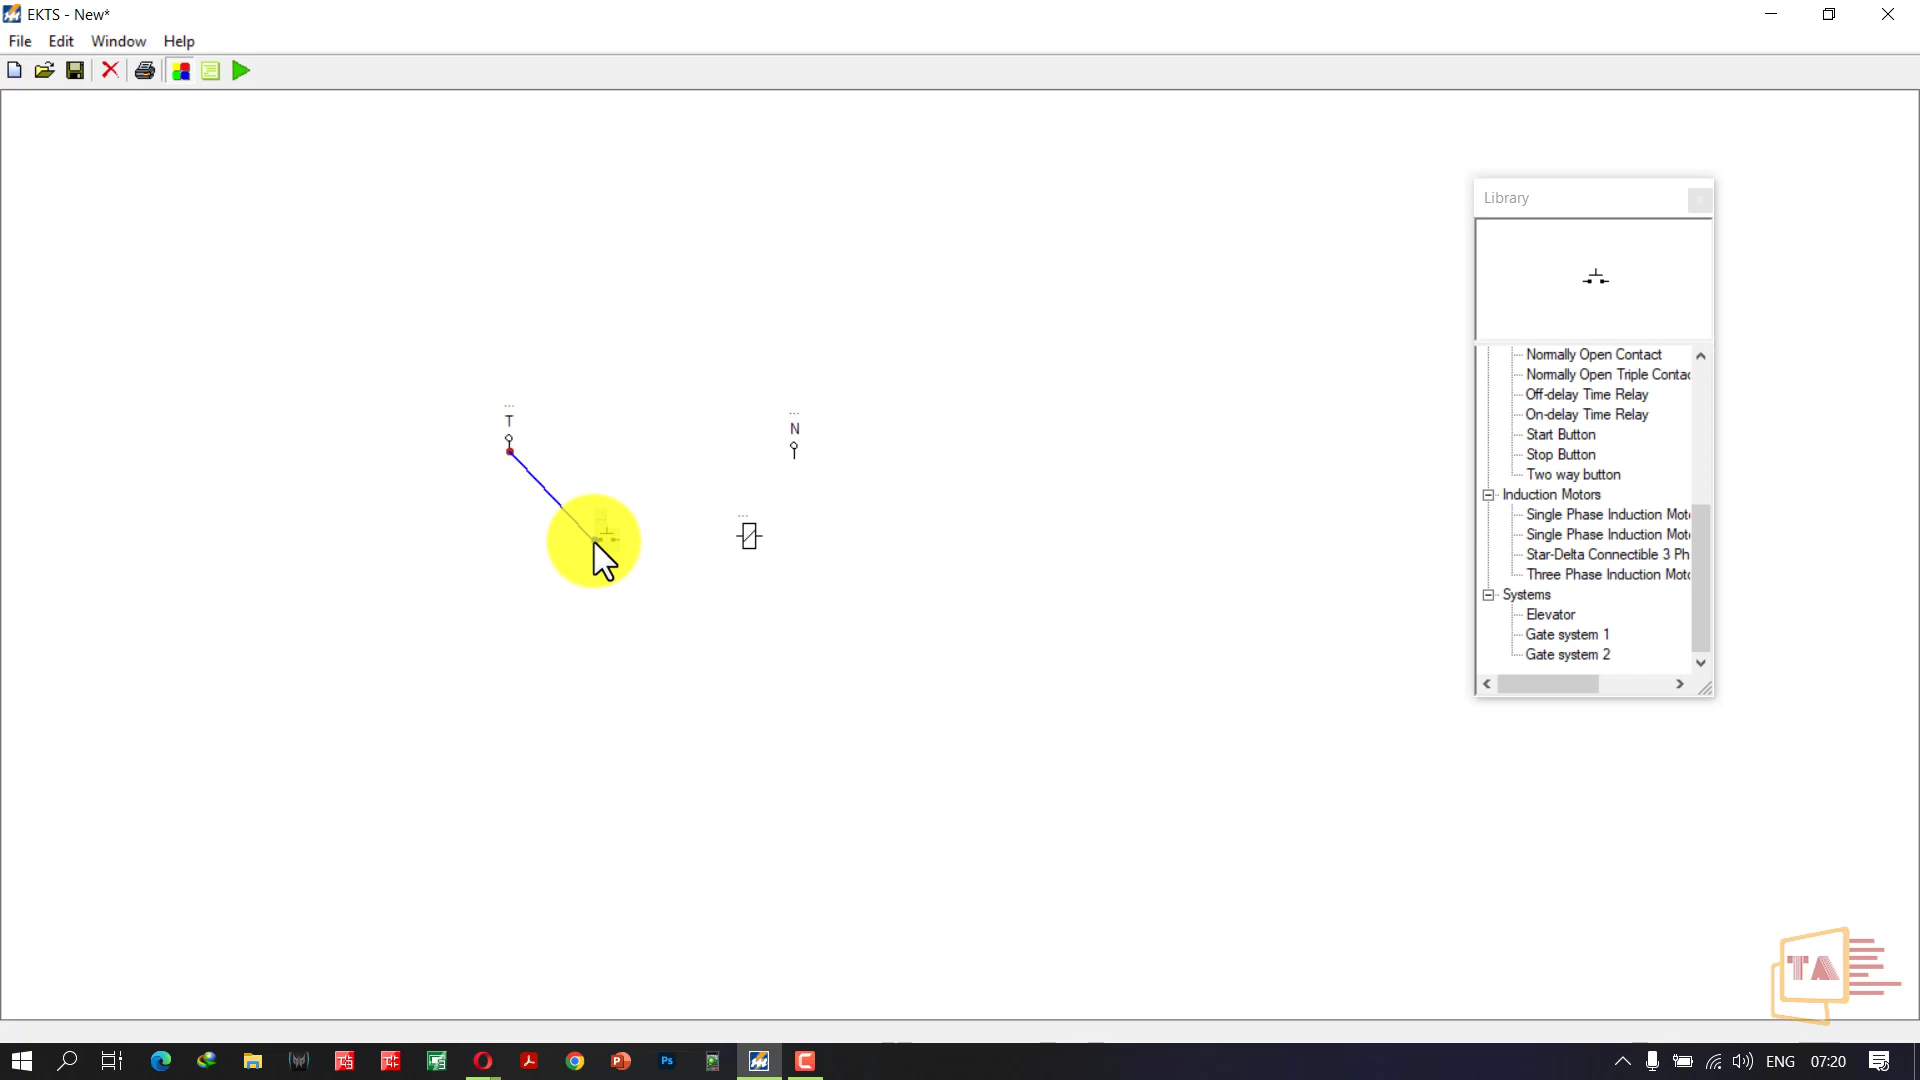 EKTS - New*
File Edit Window Help
Library
Normally Open Contact
T
Normally Open Triple Contac
N
Off-delay Time Relay
On-delay Time Relay
Start Button
Stop Button
Two way button
Induction Motors
Single Phase Induction Mot
Single Phase Induction Mot
Star-Delta Connectible 3 Ph
Three Phase Induction Moto
Systems
Elevator
Gate system 1
Gate system 2
TA
Ps
ENG 07:20